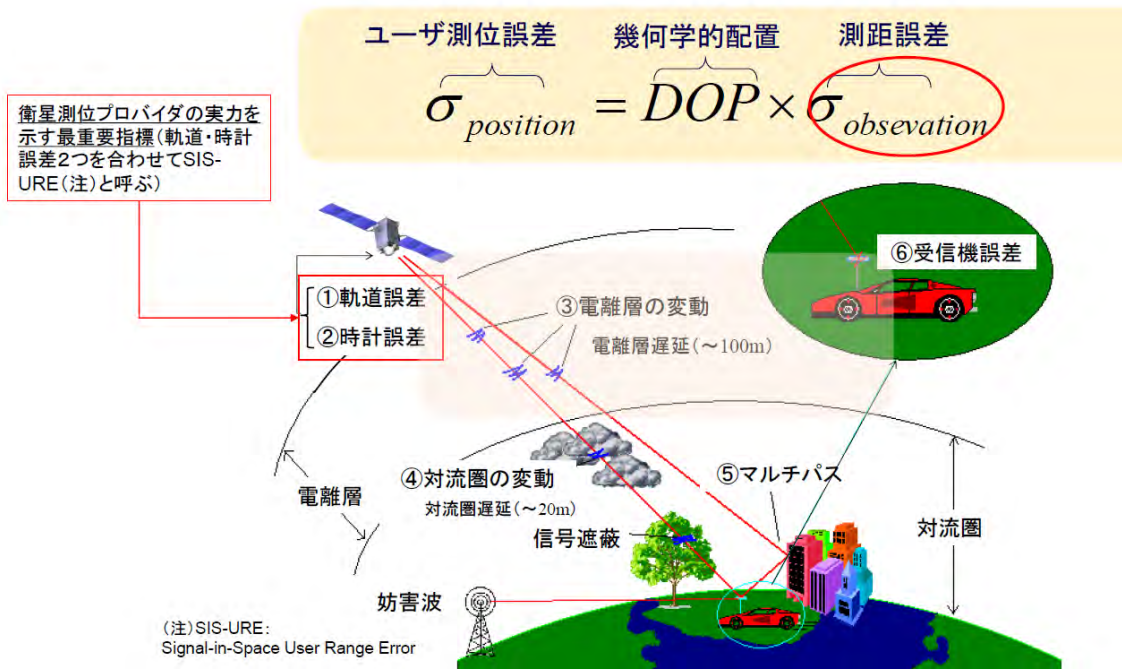 ユーザ測位誤差 幾何学的配置 測距誤差
σ position = DOP × σ obsevation
衛星測位プロバイダの実力を
示す最重要指標(軌道・時計
誤差2つを合わせてSIS-
URE(注)と呼ぶ)
⑥受信機誤差
①軌道誤差
②時計誤差
③電離層の変動
電離層遅延(~100m)
④対流圏の変動
対流圏遅延(~20m)
⑤マルチパス
電離層
信号遮蔽
対流圏
妨害波
(注)SIS-URE:
Signal-in-Space User Range Error